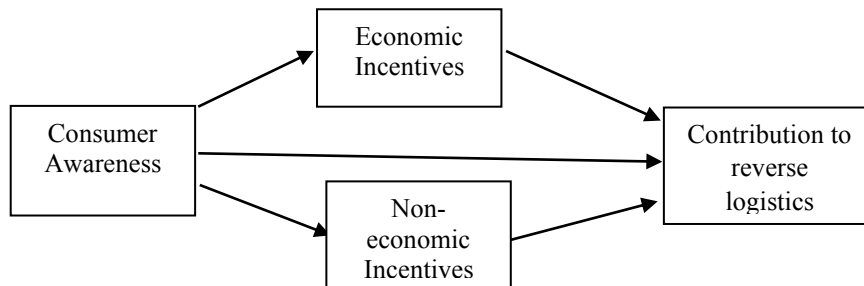 Economic
Incentives
Consumer
Awareness
Contribution to
reverse
logistics
Non-
economic
Incentives